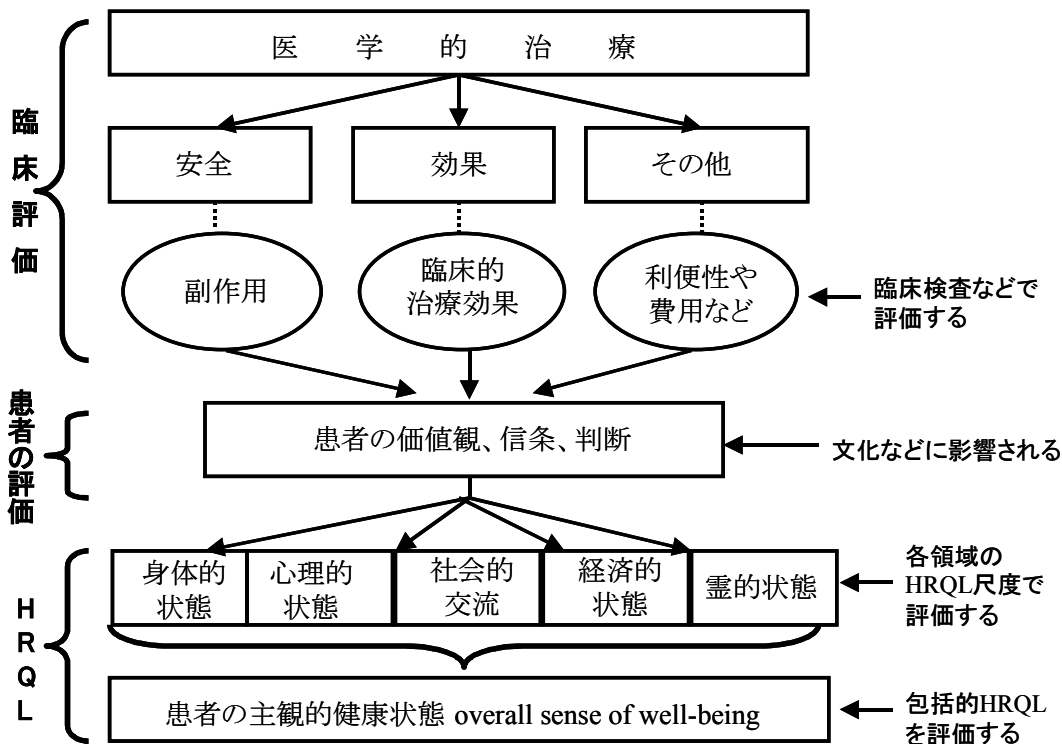 医学的治療
臨床評価
安全
効果
その他
副作用
臨床的
治療効果
利便性や
費用など
臨床検査などで
評価する
患者の評価
患者の価値観、信条、判断
文化などに影響される
HRQL
身体的
状態
心理的
状態
社会的
交流
経済的
状態
霊的状態
各領域の
HRQL尺度で
評価する
患者の主観的健康状態 overall sense of well-being
包括的HRQL
を評価する